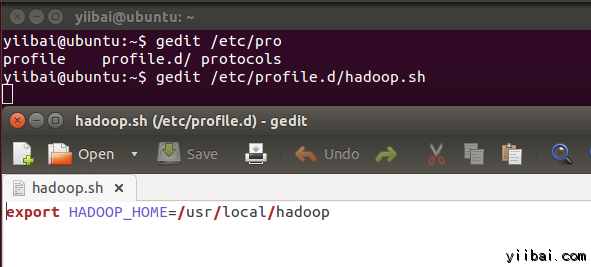 yiibai@ubuntu: ~
yiibai@ubuntu:~$ gedit /etc/pro
profile    profile.d/ protocols
yiibai@ubuntu:~$ gedit /etc/profile.d/hadoop.sh
hadoop.sh (/etc/profile.d) - gedit
Open Save Undo
hadoop.sh
export HADOOP_HOME=/usr/local/hadoop
yiibai.com